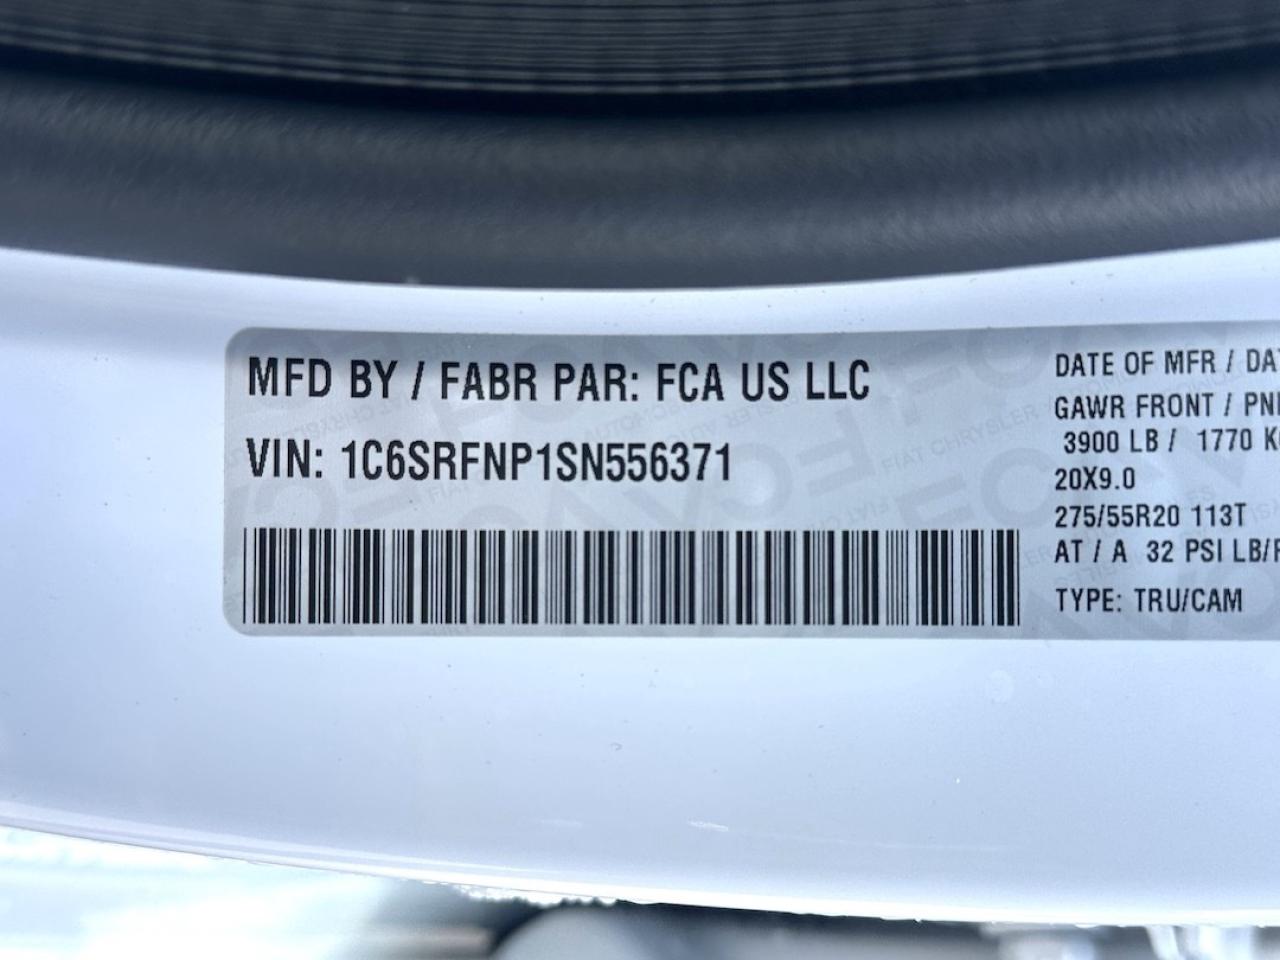 MFD BY / FABR PAR: FCA US LLC
VIN: 1C6SRFNP1SN556371
DATE OF MFR / DA
GAWR FRONT / PN
3900 LB / 1770 K
20X9.0
275/55R20 113T
AT / A 32 PSI LB/
TYPE: TRU/CAM